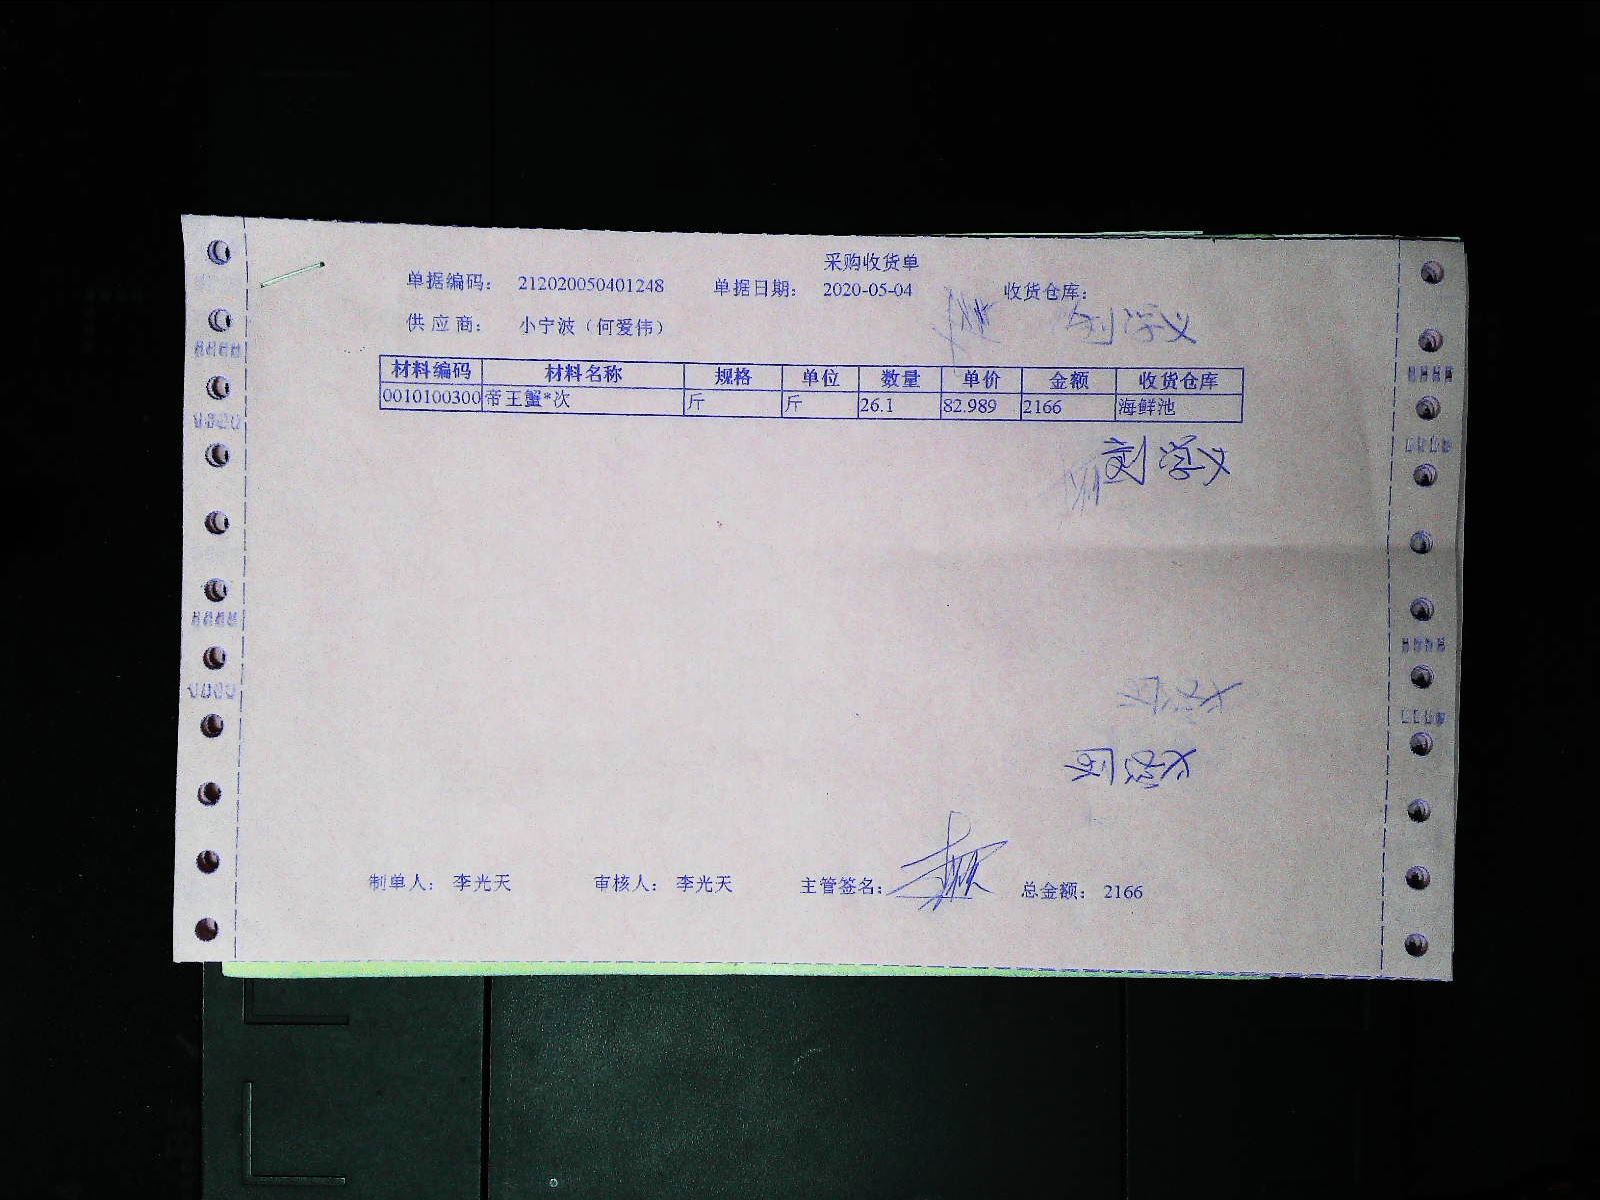 采购收货单
单据编码： 212020050401248 单据日期： 2020-05-04 收货仓库：
供 应 商： 小宁波（何爱伟）
刘学义
材料编码 材料名称 规格 单位 数量 单价 金额 收货仓库
0010100300 帝王蟹*次 斤 斤 26.1 82.989 2166 海鲜池
刘学义
制单人： 李光天 审核人： 李光天 主管签名： 总金额： 2166